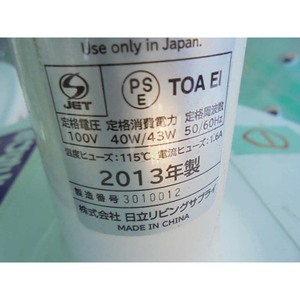 Use only in Japan.
JET
PS
E
TOA EI
定格電圧 定格消費電力 定格周波数
100V 40W/43W 50/60Hz
温度ヒューズ：115℃、電流ヒューズ：1.6A
2013年製
製造番号 3010012
株式会社 日立リビングサプライ
MADE IN CHINA